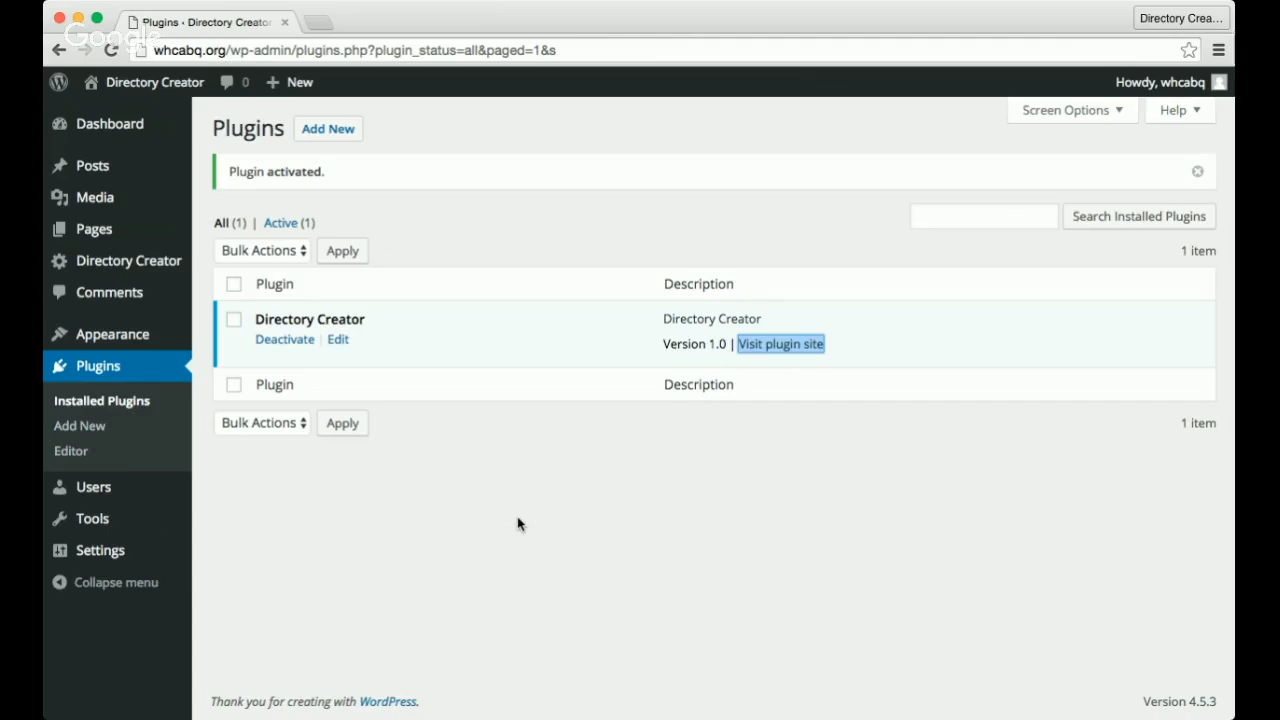 Plugins ‹ Directory Creator
Directory Crea...
Google
whcabq.org/wp-admin/plugins.php?plugin_status=all&paged=1&s
Directory Creator
0
New
Howdy, whcabq
Dashboard
Posts
Media
Pages
Directory Creator
Comments
Appearance
Plugins
Installed Plugins
Add New
Editor
Users
Tools
Settings
Collapse menu
Screen Options
Help
Plugins
Add New
Plugin activated.
All (1) | Active (1)
Search Installed Plugins
Bulk Actions
Apply
1 item
Plugin
Description
Directory Creator
Directory Creator
Deactivate | Edit
Version 1.0 | Visit plugin site
Plugin
Description
Bulk Actions
Apply
1 item
Thank you for creating with WordPress.
Version 4.5.3